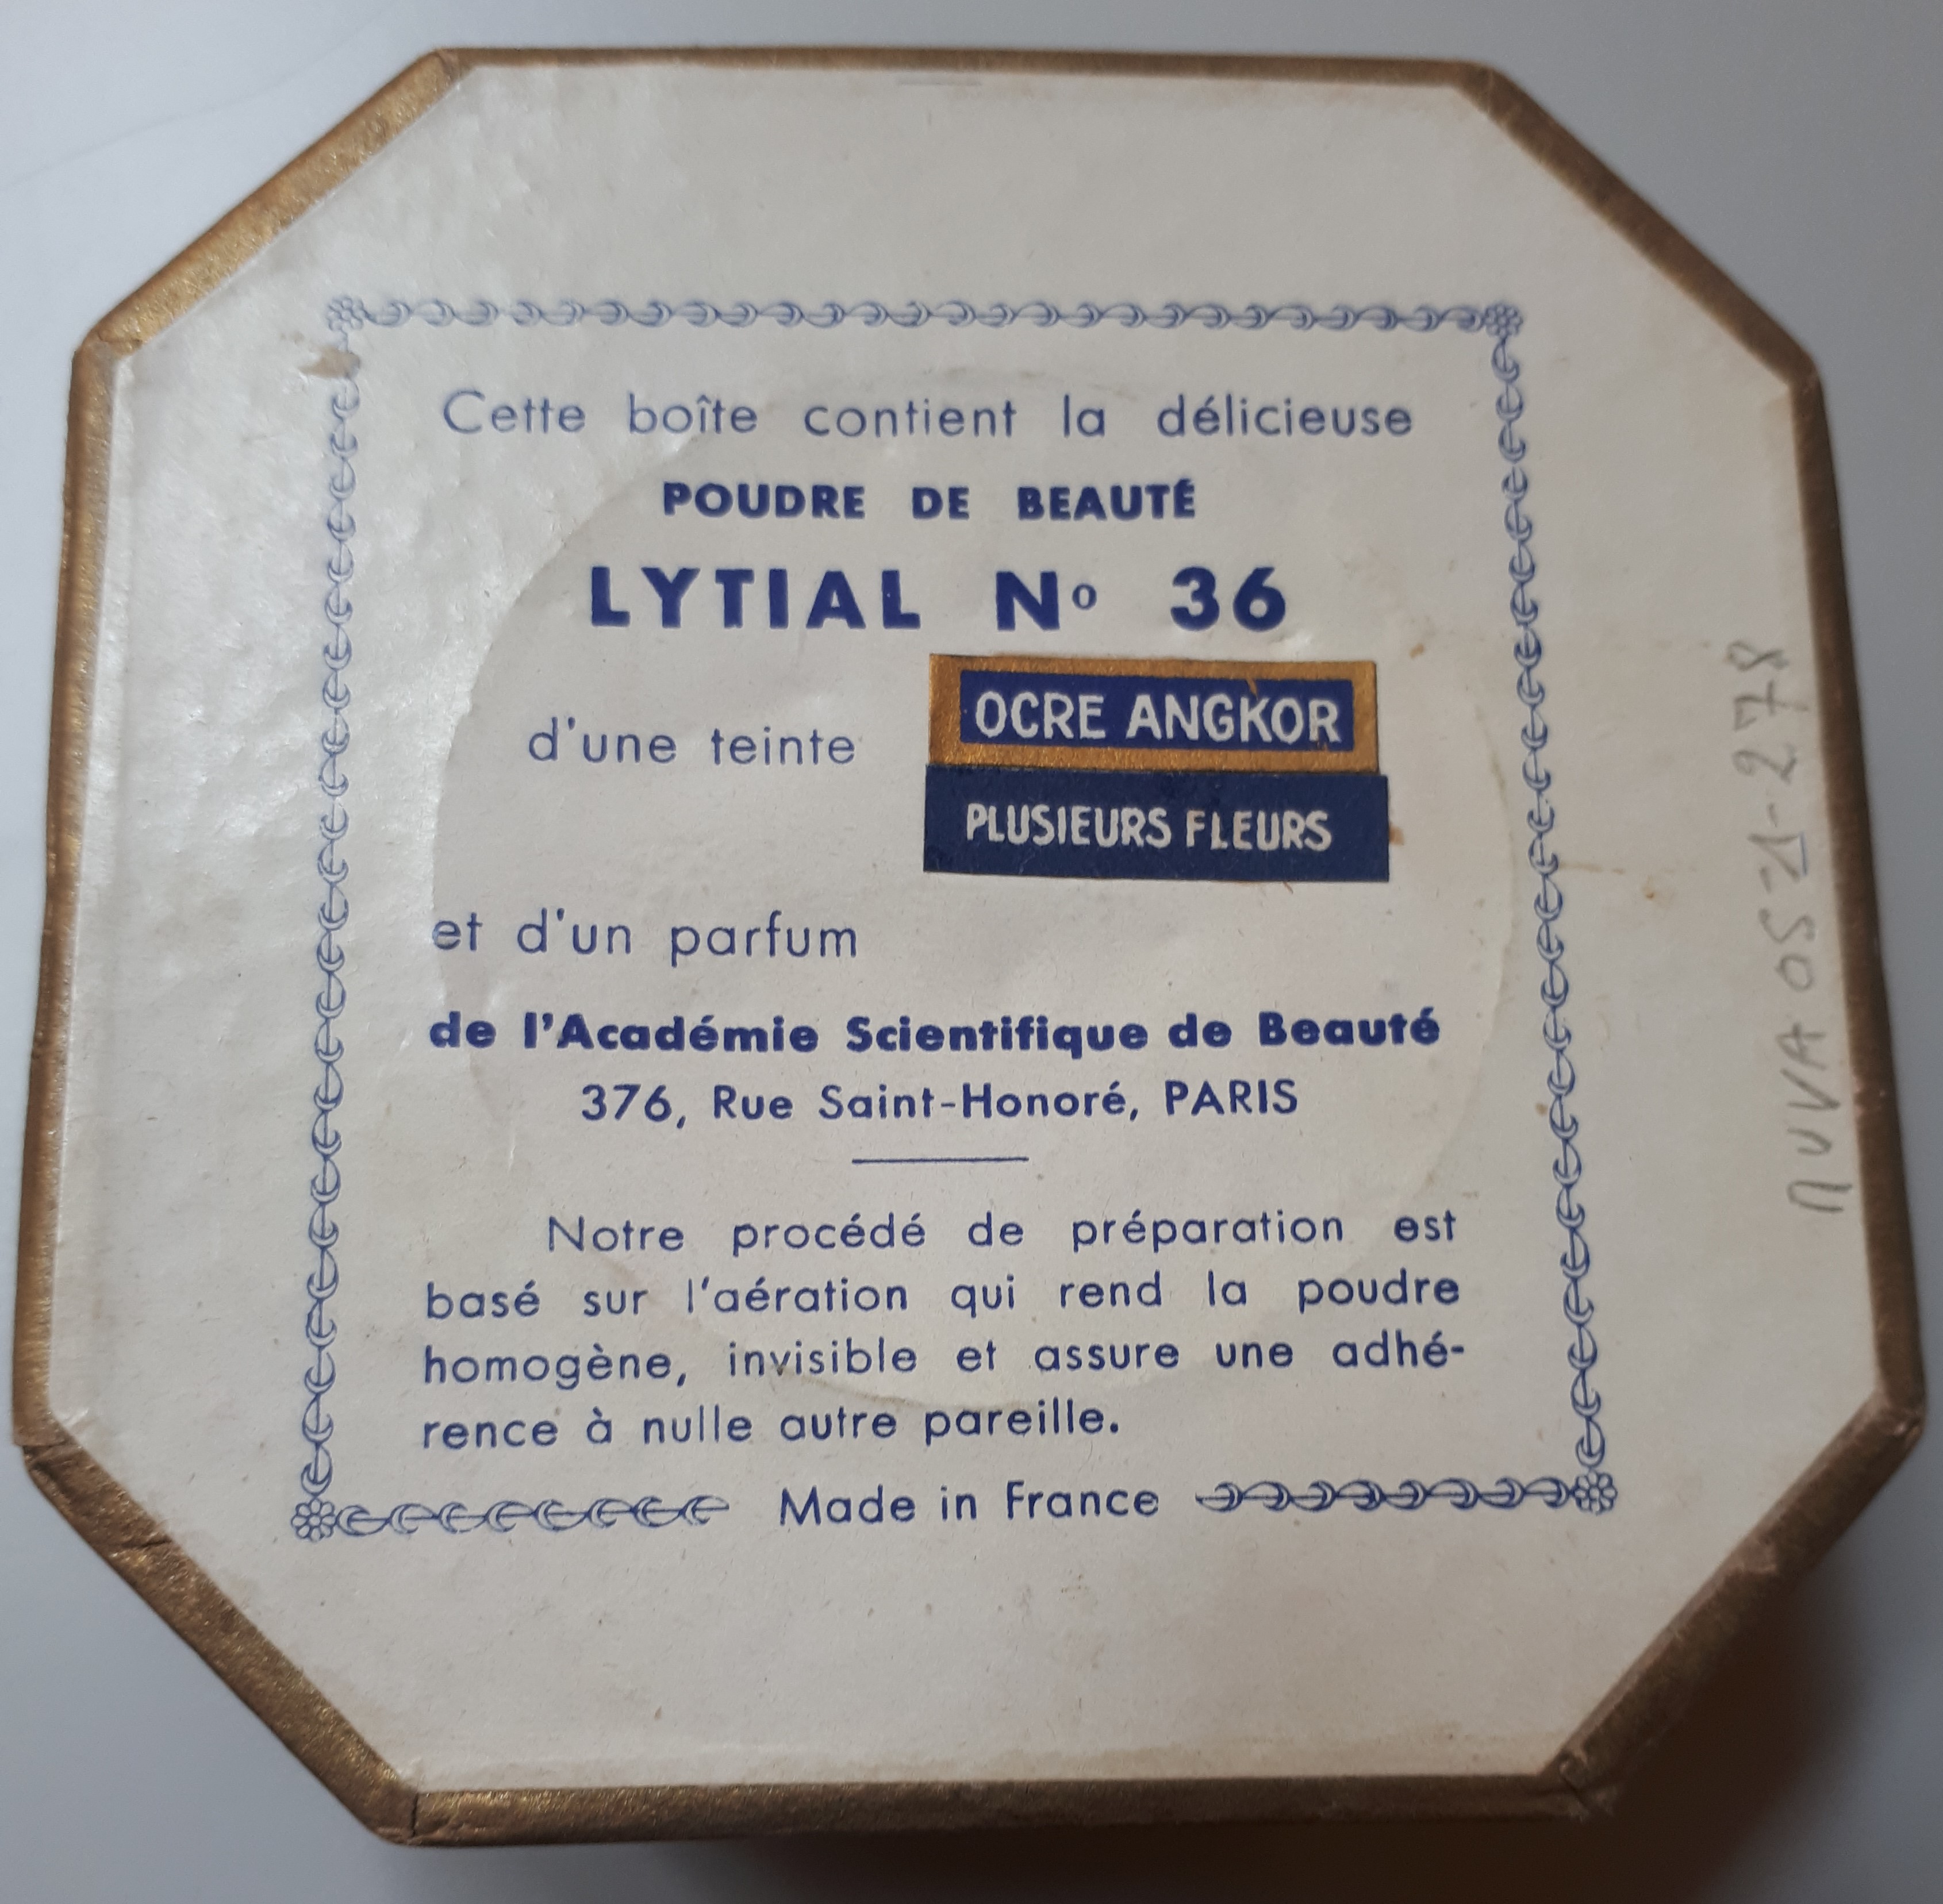 Cette boîte contient la délicieuse
POUDRE DE BEAUTÉ
LYTIAL Nº 36
d'une teinte OCRE ANGKOR
PLUSIEURS FLEURS
et d'un parfum
de l'Académie Scientifique de Beauté
376, Rue Saint-Honoré, PARIS
Notre procédé de préparation est
basé sur l'aération qui rend la poudre
homogène, invisible et assure une adhé-
rence à nulle autre pareille.
Made in France